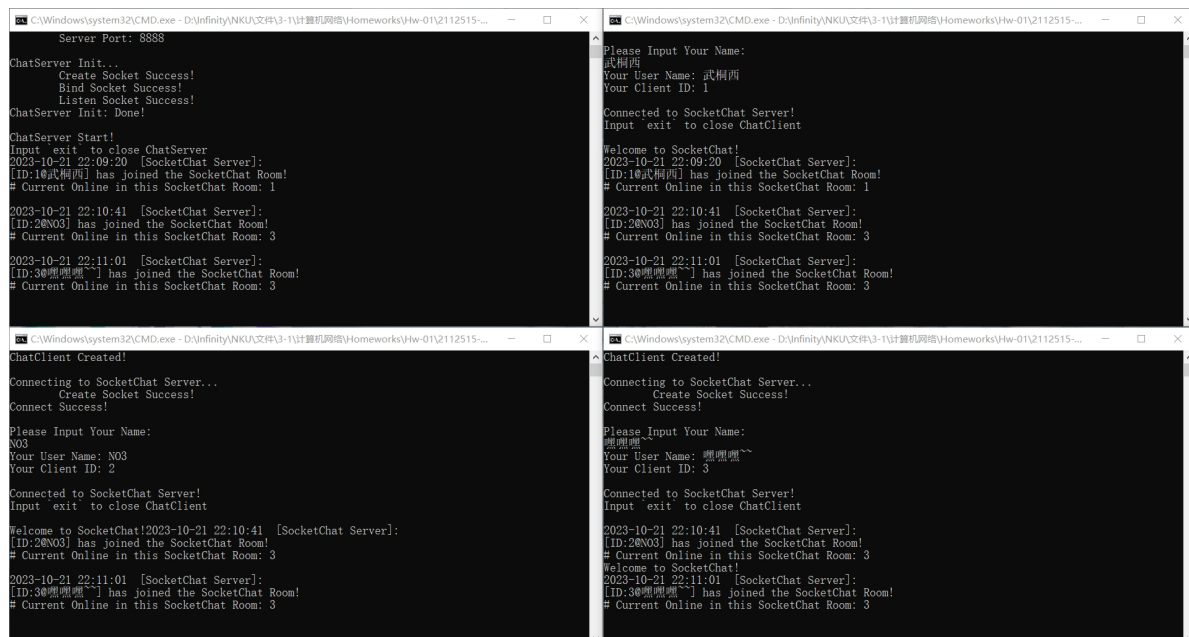 C:\Windows\system32\CMD.exe - D:\Infinity\NKU\文件\3-1\计算机网络\Homeworks\Hw-01\2112515-...
Server Port: 8888
ChatServer Init...
Create Socket Success!
Bind Socket Success!
Listen Socket Success!
ChatServer Init: Done!
ChatServer Start!
Input `exit` to close ChatServer
2023-10-21 22:09:20 [SocketChat Server]:
[ID:1@武桐西] has joined the SocketChat Room!
# Current Online in this SocketChat Room: 1
2023-10-21 22:10:41 [SocketChat Server]:
[ID:2@NO3] has joined the SocketChat Room!
# Current Online in this SocketChat Room: 3
2023-10-21 22:11:01 [SocketChat Server]:
[ID:3@嘿嘿嘿~~] has joined the SocketChat Room!
# Current Online in this SocketChat Room: 3
C:\Windows\system32\CMD.exe - D:\Infinity\NKU\文件\3-1\计算机网络\Homeworks\Hw-01\2112515-...
Please Input Your Name:
武桐西
Your User Name: 武桐西
Your Client ID: 1
Connected to SocketChat Server!
Input `exit` to close ChatClient
Welcome to SocketChat!
2023-10-21 22:09:20 [SocketChat Server]:
[ID:1@武桐西] has joined the SocketChat Room!
# Current Online in this SocketChat Room: 1
2023-10-21 22:10:41 [SocketChat Server]:
[ID:2@NO3] has joined the SocketChat Room!
# Current Online in this SocketChat Room: 3
2023-10-21 22:11:01 [SocketChat Server]:
[ID:3@嘿嘿嘿~~] has joined the SocketChat Room!
# Current Online in this SocketChat Room: 3
C:\Windows\system32\CMD.exe - D:\Infinity\NKU\文件\3-1\计算机网络\Homeworks\Hw-01\2112515-...
ChatClient Created!
Connecting to SocketChat Server...
Create Socket Success!
Connect Success!
Please Input Your Name:
NO3
Your User Name: NO3
Your Client ID: 2
Connected to SocketChat Server!
Input `exit` to close ChatClient
Welcome to SocketChat!2023-10-21 22:10:41 [SocketChat Server]:
[ID:2@NO3] has joined the SocketChat Room!
# Current Online in this SocketChat Room: 3
2023-10-21 22:11:01 [SocketChat Server]:
[ID:3@嘿嘿嘿~~] has joined the SocketChat Room!
# Current Online in this SocketChat Room: 3
C:\Windows\system32\CMD.exe - D:\Infinity\NKU\文件\3-1\计算机网络\Homeworks\Hw-01\2112515-...
ChatClient Created!
Connecting to SocketChat Server...
Create Socket Success!
Connect Success!
Please Input Your Name:
嘿嘿嘿~~
Your User Name: 嘿嘿嘿~~
Your Client ID: 3
Connected to SocketChat Server!
Input `exit` to close ChatClient
2023-10-21 22:10:41 [SocketChat Server]:
[ID:2@NO3] has joined the SocketChat Room!
# Current Online in this SocketChat Room: 3
Welcome to SocketChat!
2023-10-21 22:11:01 [SocketChat Server]:
[ID:3@嘿嘿嘿~~] has joined the SocketChat Room!
# Current Online in this SocketChat Room: 3